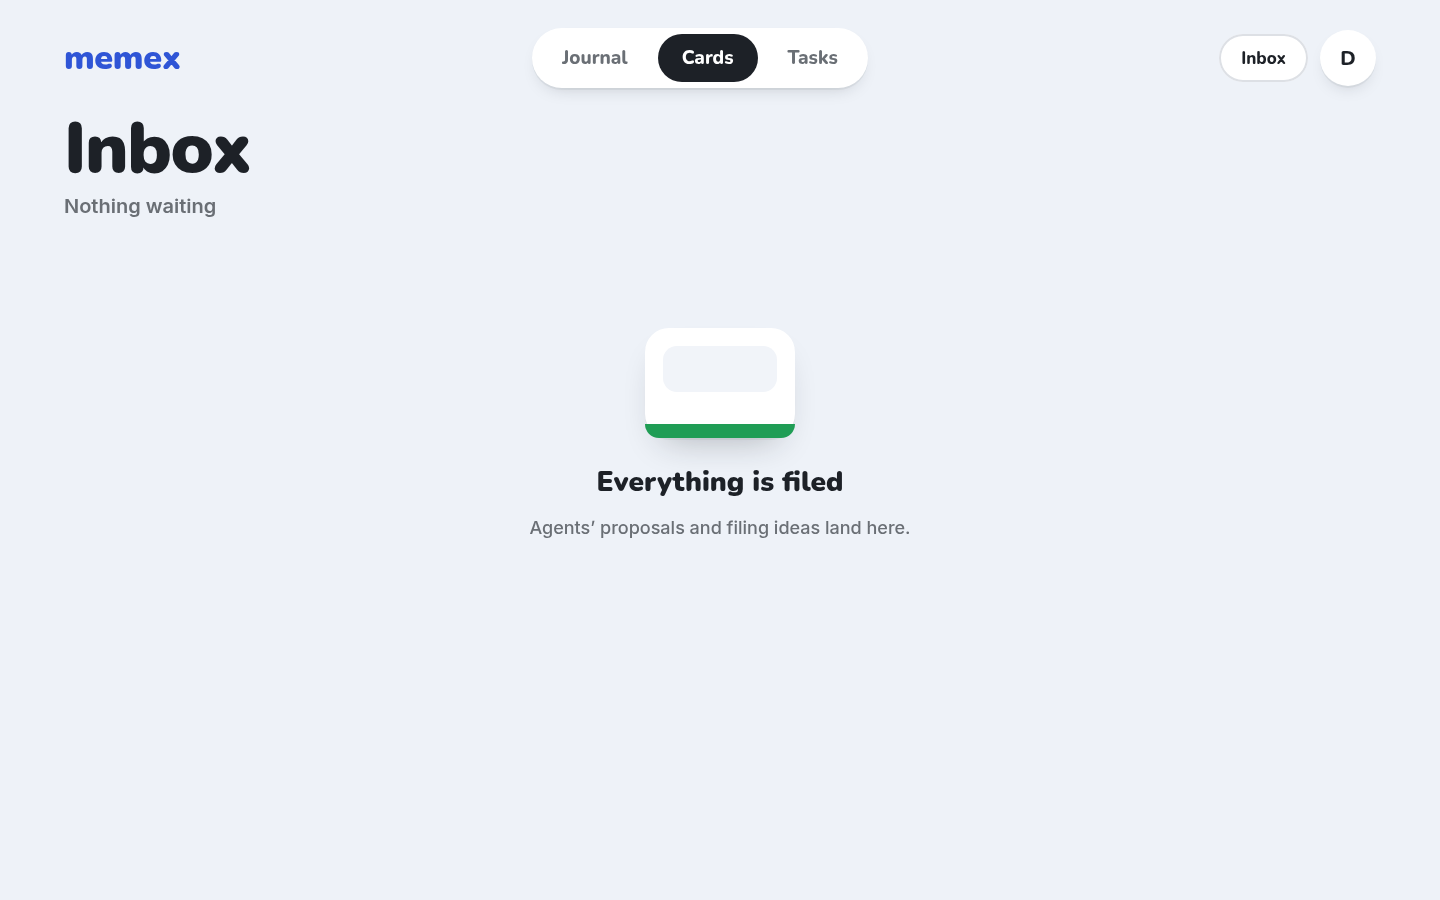 memex
Journal
Cards
Tasks
Inbox
D
Inbox
Nothing waiting
Everything is filed
Agents’ proposals and filing ideas land here.